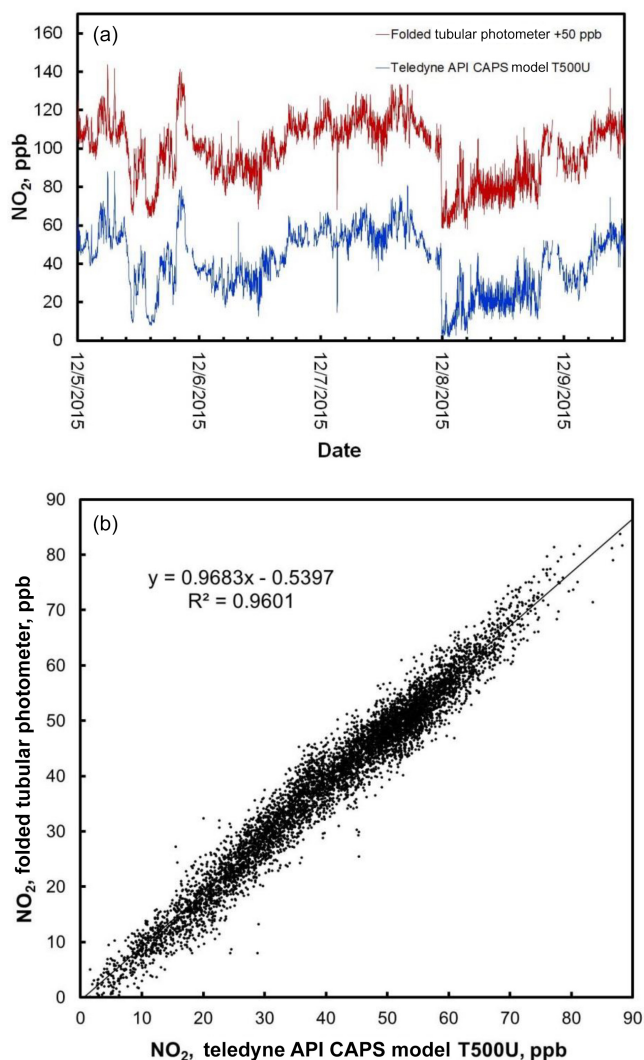 (a)
Folded tubular photometer +50 ppb
Teledyne API CAPS model T500U
NO₂, ppb
160
140
120
100
80
60
40
20
0
12/5/2015
12/6/2015
12/7/2015
12/8/2015
12/9/2015
Date
(b)
y = 0.9683x - 0.5397
R² = 0.9601
NO₂, folded tubular photometer, ppb
90
80
70
60
50
40
30
20
10
0
0 10 20 30 40 50 60 70 80 90
NO₂, teledyne API CAPS model T500U, ppb